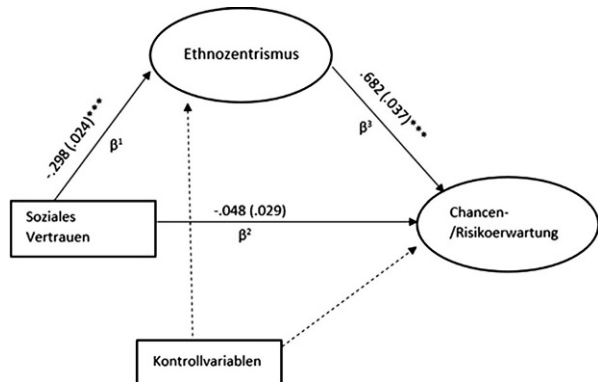 Ethnozentrismus
-.298 (.024)***
β¹
.682 (.037)***
β³
Soziales
Vertrauen
-.048 (.029)
β²
Chancen-
/Risikoerwartung
Kontrollvariablen